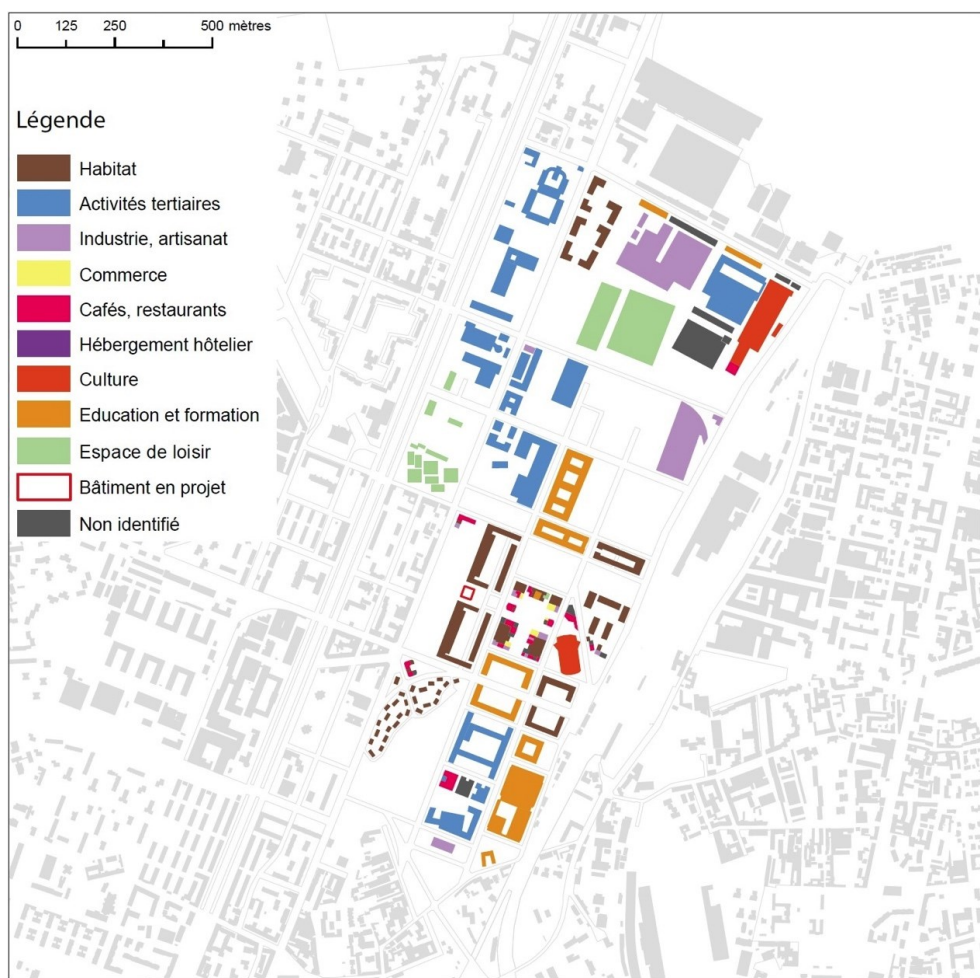 0 125 250 500 mètres
Légende
Habitat
Activités tertiaires
Industrie, artisanat
Commerce
Cafés, restaurants
Hébergement hôtelier
Culture
Education et formation
Espace de loisir
Bâtiment en projet
Non identifié